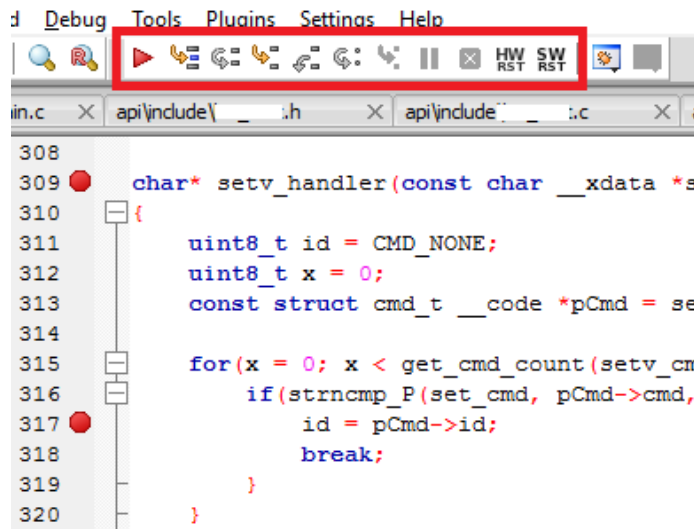 d Debug Tools Plugins Settings Help
R HW RST SW RST
in.c api\include\ .h api\include .c
308
309 char* setv_handler(const char __xdata *s
310 {
311 uint8_t id = CMD_NONE;
312 uint8_t x = 0;
313 const struct cmd_t __code *pCmd = se
314
315 for(x = 0; x < get_cmd_count(setv_cm
316 if(strncmp_P(set_cmd, pCmd->cmd,
317 id = pCmd->id;
318 break;
319 }
320 }